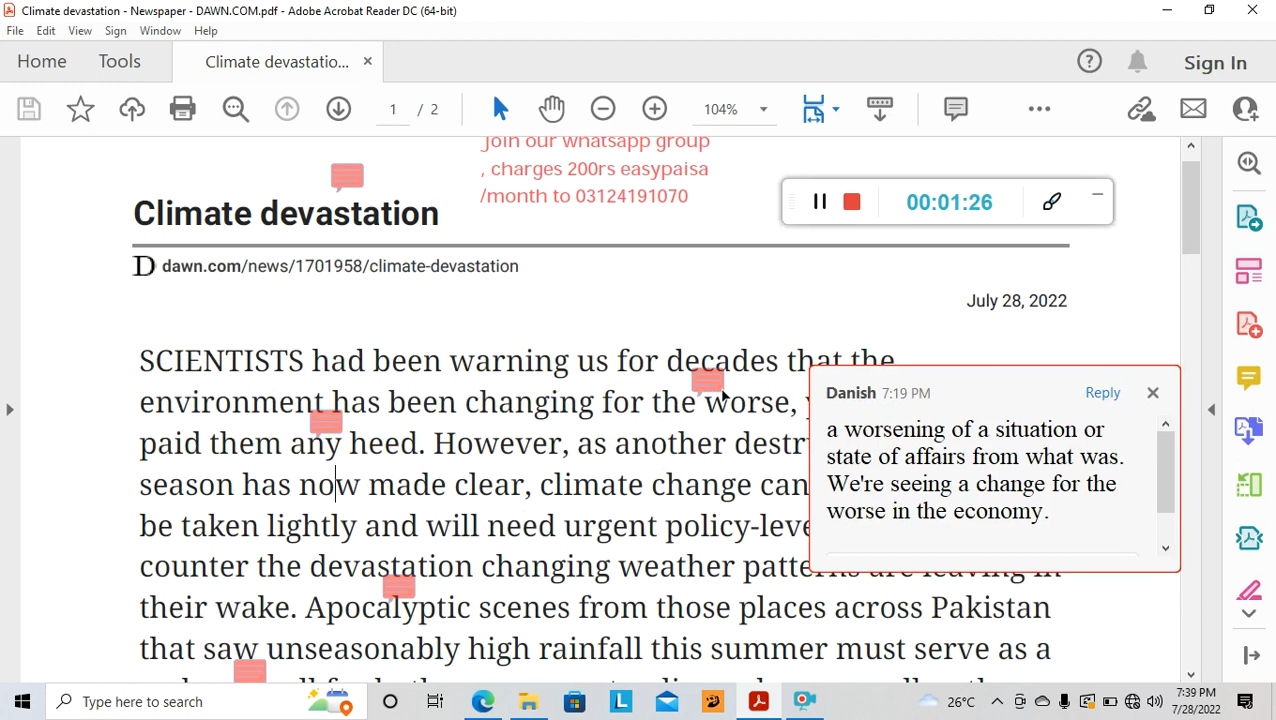 Climate devastation - Newspaper - DAWN.COM.pdf - Adobe Acrobat Reader DC (64-bit)
File Edit View Sign Window Help
Home Tools Climate devastatio... × Sign In
1 / 2 104%
Join our whatsapp group
, charges 200rs easypaisa
/month to 03124191070
Climate devastation
00:01:26
D dawn.com/news/1701958/climate-devastation
July 28, 2022
SCIENTISTS had been warning us for decades that the
environment has been changing for the worse,
paid them any heed. However, as another destr
season has now made clear, climate change can
be taken lightly and will need urgent policy-leve
counter the devastation changing weather patterns are leaving in
their wake. Apocalyptic scenes from those places across Pakistan
that saw unseasonably high rainfall this summer must serve as a
Danish 7:19 PM Reply
a worsening of a situation or
state of affairs from what was.
We're seeing a change for the
worse in the economy.
Type here to search
26°C
7:39 PM
7/28/2022